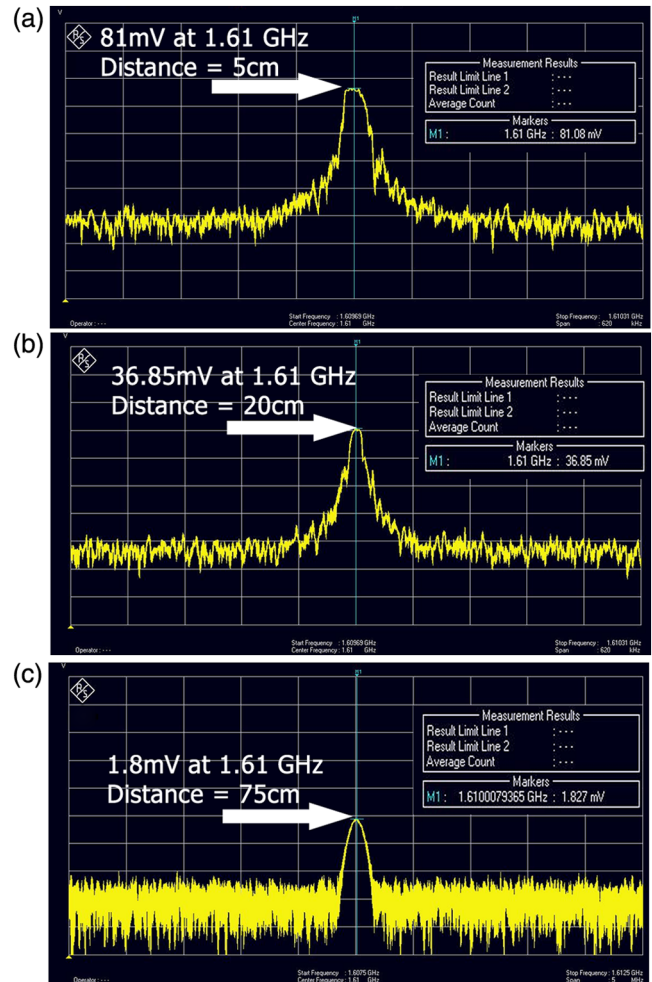 (a)
V
M1
R S
81mV at 1.61 GHz
Distance = 5cm
Measurement Results
Result Limit Line 1 : - - -
Result Limit Line 2 : - - -
Average Count : - - -
Markers
M1 : 1.61 GHz : 81.08 mV
Operator : - - -
Start Frequency : 1.60969 GHz
Center Frequency : 1.61 GHz
Stop Frequency : 1.61031 GHz
Span : 620 kHz
(b)
V
M1
R S
36.85mV at 1.61 GHz
Distance = 20cm
Measurement Results
Result Limit Line 1 : - - -
Result Limit Line 2 : - - -
Average Count : - - -
Markers
M1 : 1.61 GHz : 36.85 mV
Operator : - - -
Start Frequency : 1.60969 GHz
Center Frequency : 1.61 GHz
Stop Frequency : 1.61031 GHz
Span : 620 kHz
(c)
V
M1
R S
1.8mV at 1.61 GHz
Distance = 75cm
Measurement Results
Result Limit Line 1 : - - -
Result Limit Line 2 : - - -
Average Count : - - -
Markers
M1 : 1.6100079365 GHz : 1.827 mV
Operator : - - -
Start Frequency : 1.6075 GHz
Center Frequency : 1.61 GHz
Stop Frequency : 1.6125 GHz
Span : 5 MHz